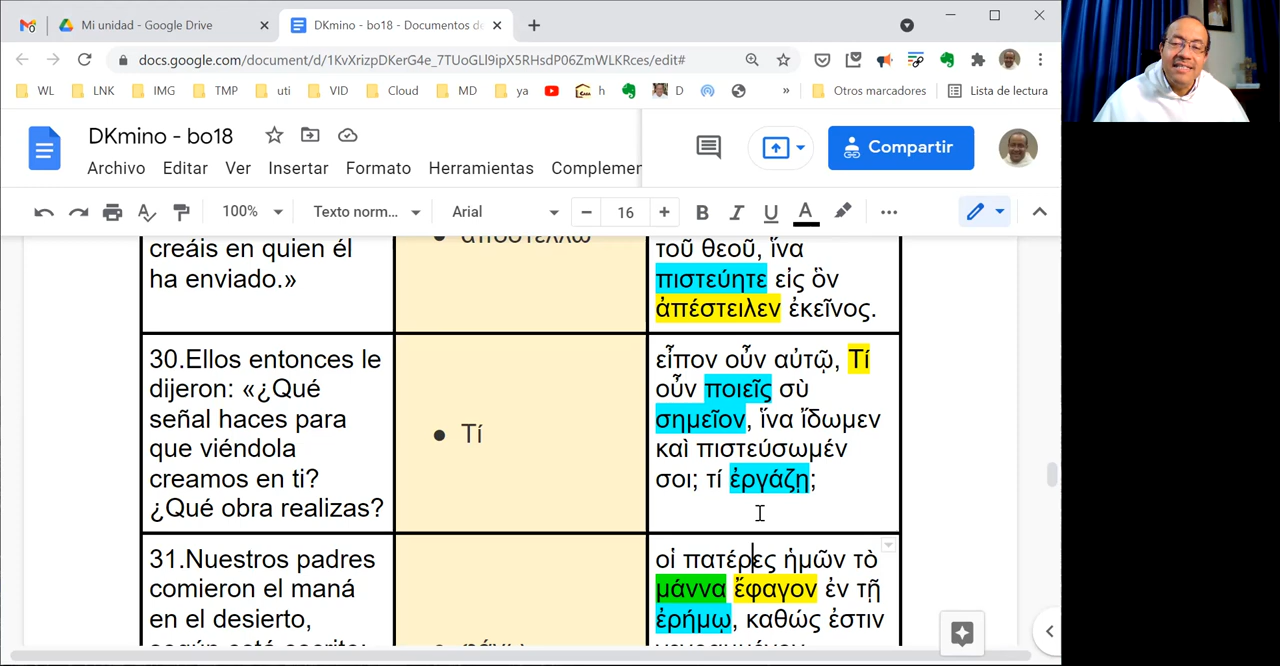 Mi unidad - Google Drive
DKmino - bo18 - Documentos de
docs.google.com/document/d/1KvXrizpDKerG4e_7TUoGLl9ipX5RHsdP06ZmWLKRces/edit#
WL LNK IMG TMP uti VID Cloud MD ya h D » Otros marcadores Lista de lectura
DKmino - bo18
Archivo Editar Ver Insertar Formato Herramientas Complemen
Compartir
100% Texto norm... Arial 16 B I U A
creáis en quien él
ha enviado.»
ἀποστέλλω
τοῦ θεοῦ, ἵνα
πιστεύητε εἰς ὃν
ἀπέστειλεν ἐκεῖνος.
30.Ellos entonces le
dijeron: «¿Qué
señal haces para
que viéndola
creamos en ti?
¿Qué obra realizas?
Τί
εἶπον οὖν αὐτῷ, Τί
οὖν ποιεῖς σὺ
σημεῖον, ἵνα ἴδωμεν
καὶ πιστεύσωμέν
σοι; τί ἐργάζῃ;
31.Nuestros padres
comieron el maná
en el desierto,
según está escrito:
οἱ πατέρες ἡμῶν τὸ
μάννα ἔφαγον ἐν τῇ
ἐρήμῳ, καθώς ἐστιν